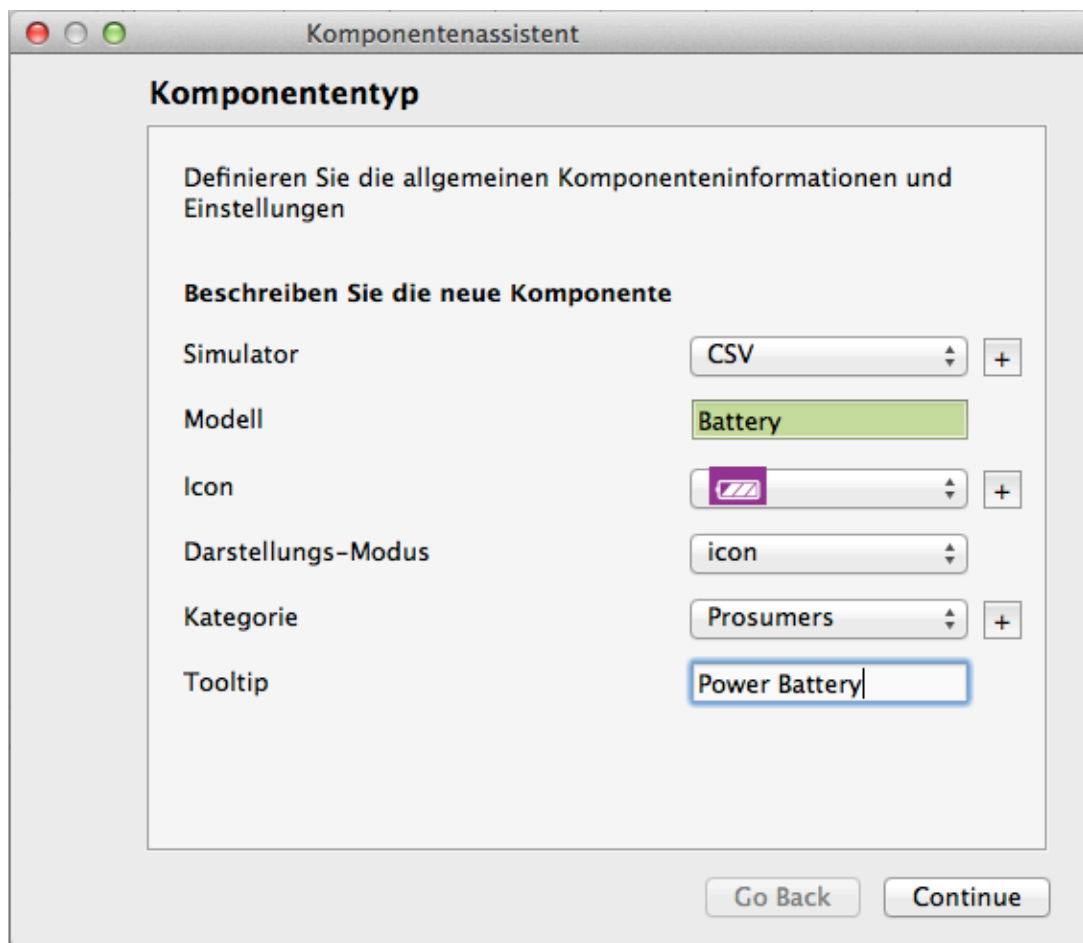 Komponentenassistent
Komponententyp
Definieren Sie die allgemeinen Komponenteninformationen und
Einstellungen
Beschreiben Sie die neue Komponente
Simulator CSV +
Modell Battery
Icon +
Darstellungs-Modus icon
Kategorie Prosumers +
Tooltip Power Battery
Go Back Continue